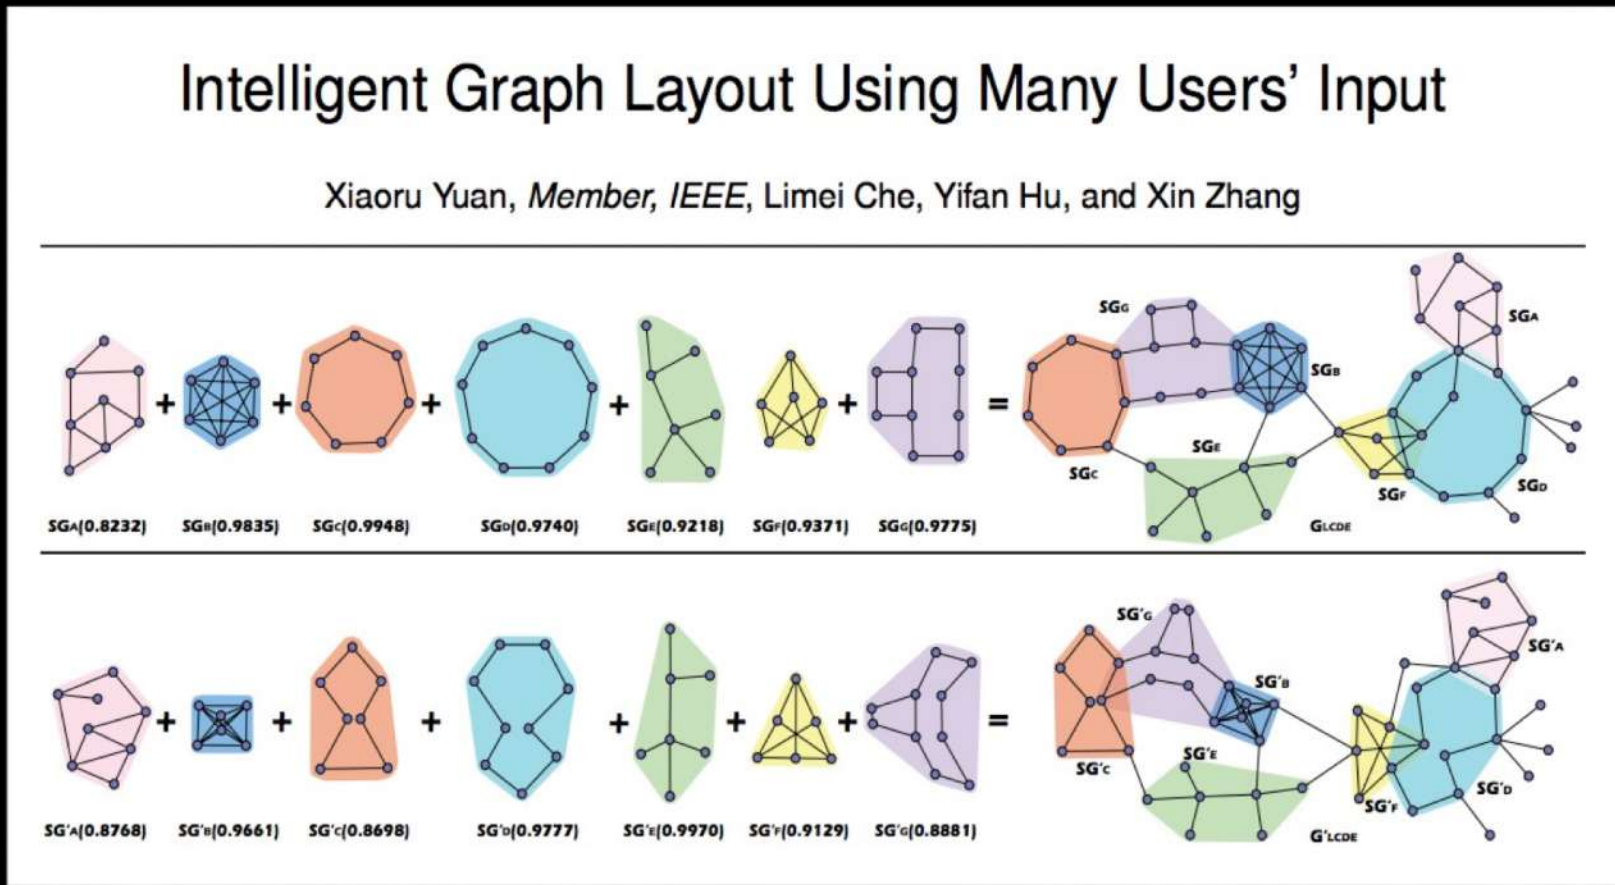 Intelligent Graph Layout Using Many Users' Input
Xiaoru Yuan, Member, IEEE, Limei Che, Yifan Hu, and Xin Zhang
SGG
SGA
SGB
+ + + + + + =
SGE
SGC
SGF
SGD
SGA(0.8232) SGB(0.9835) SGC(0.9948) SGD(0.9740) SGE(0.9218) SGF(0.9371) SGG(0.9775) GLCDE
SG'G
SG'A
SG'B
+ + + + + + =
SG'E
SG'C
SG'D
SG'F
SG'A(0.8768) SG'B(0.9661) SG'C(0.8698) SG'D(0.9777) SG'E(0.9970) SG'F(0.9129) SG'G(0.8881) G'LCDE